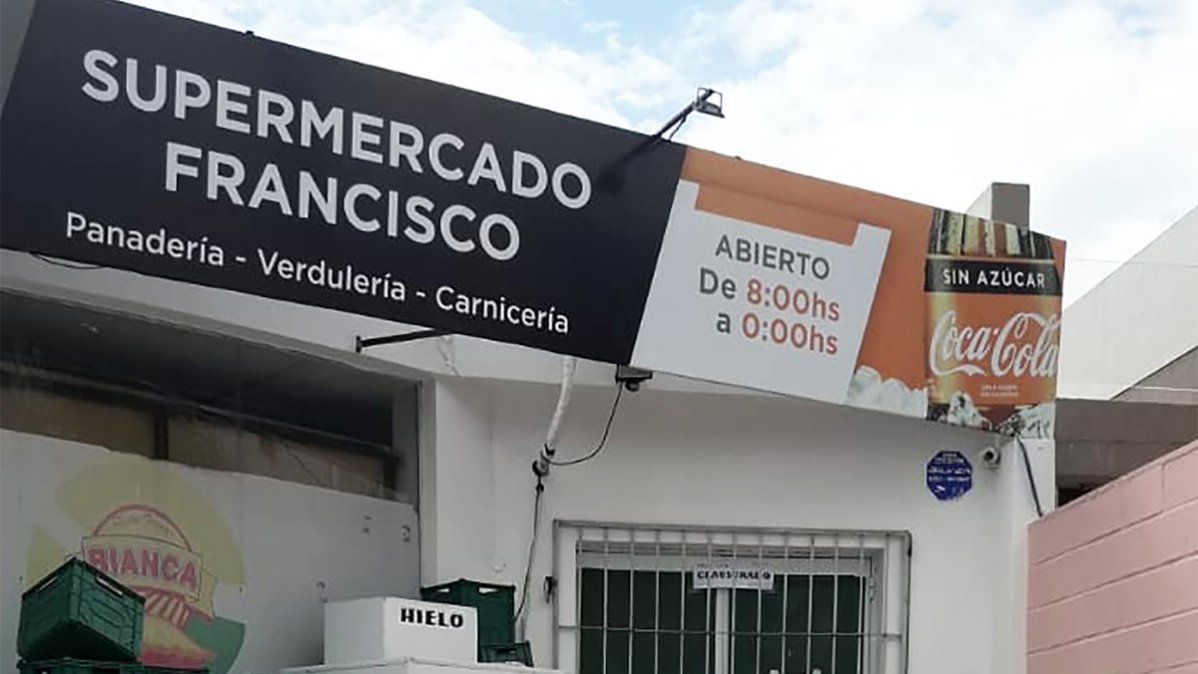 SUPERMERCADO
FRANCISCO
Panadería - Verdulería - Carnicería
ABIERTO
De 8:00hs
a 0:00hs
SIN AZÚCAR
Coca-Cola
BIANCA
HIELO
CLAUSURADO